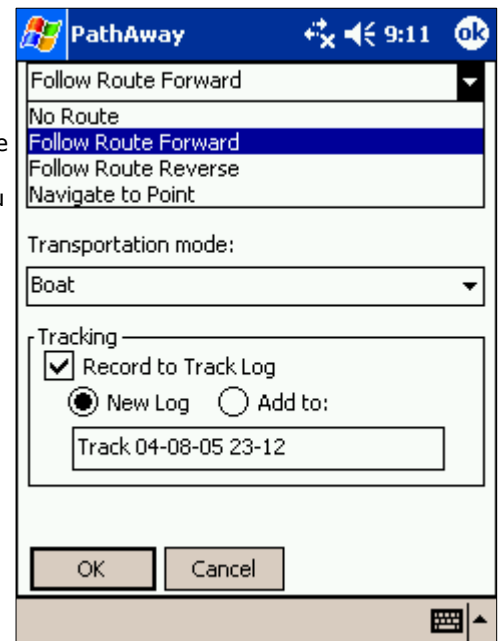 PathAway 9:11 ok
Follow Route Forward
No Route
Follow Route Forward
Follow Route Reverse
Navigate to Point
Transportation mode:
Boat
Tracking
Record to Track Log
New Log Add to:
Track 04-08-05 23-12
OK Cancel